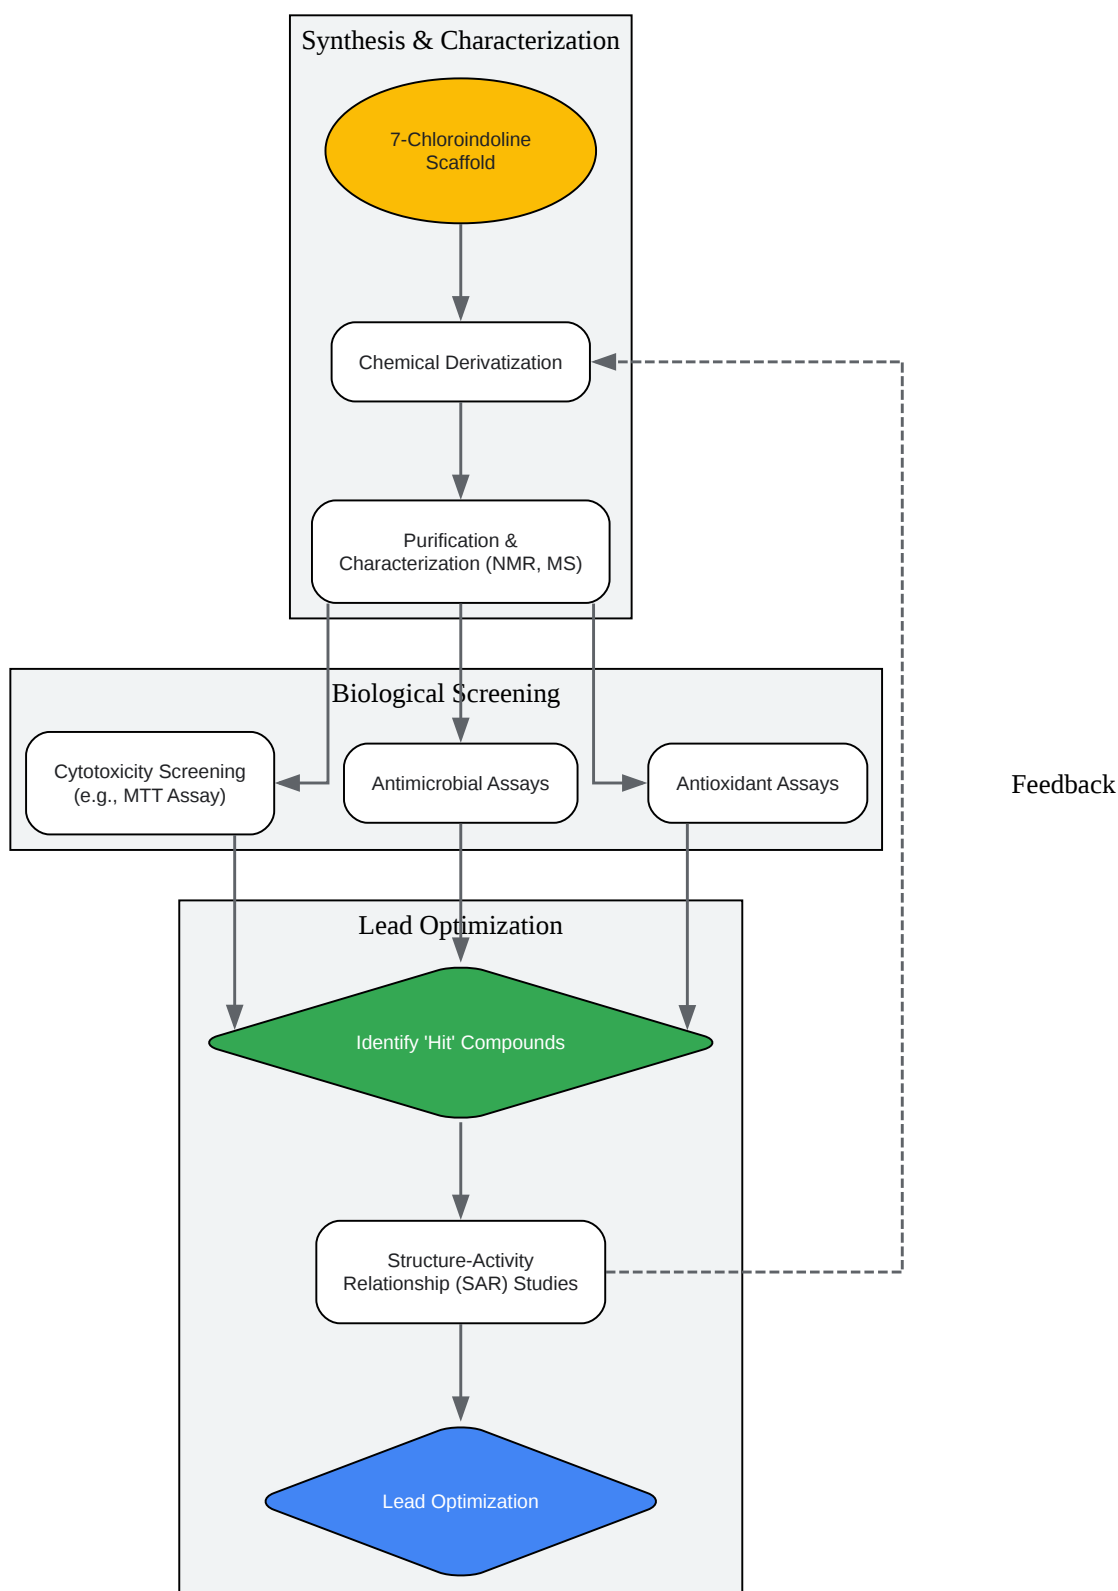 Synthesis & Characterization
7-Chloroindoline
Scaffold
Chemical Derivatization
Purification &
Characterization (NMR, MS)
Biological Screening
Cytotoxicity Screening
(e.g., MTT Assay)
Antimicrobial Assays
Antioxidant Assays
Feedback
Lead Optimization
Identify 'Hit' Compounds
Structure-Activity
Relationship (SAR) Studies
Lead Optimization